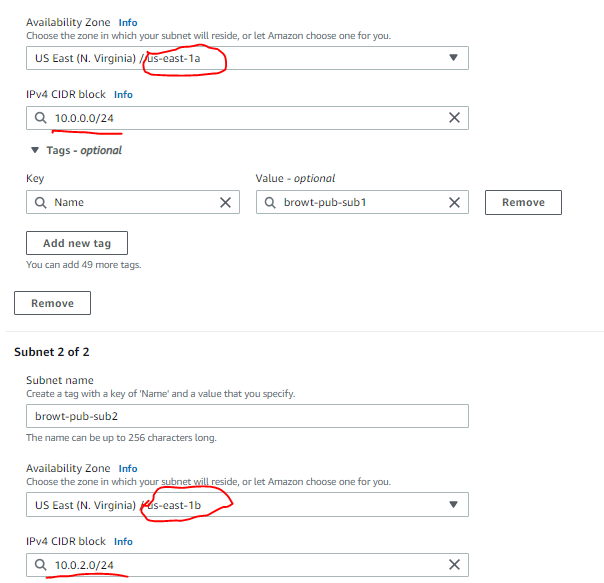 Availability Zone Info
Choose the zone in which your subnet will reside, or let Amazon choose one for you.
US East (N. Virginia) / us-east-1a
IPv4 CIDR block Info
10.0.0.0/24
Tags - optional
Key Value - optional
Name browt-pub-sub1 Remove
Add new tag
You can add 49 more tags.
Remove
Subnet 2 of 2
Subnet name
Create a tag with a key of 'Name' and a value that you specify.
browt-pub-sub2
The name can be up to 256 characters long.
Availability Zone Info
Choose the zone in which your subnet will reside, or let Amazon choose one for you.
US East (N. Virginia) / us-east-1b
IPv4 CIDR block Info
10.0.2.0/24